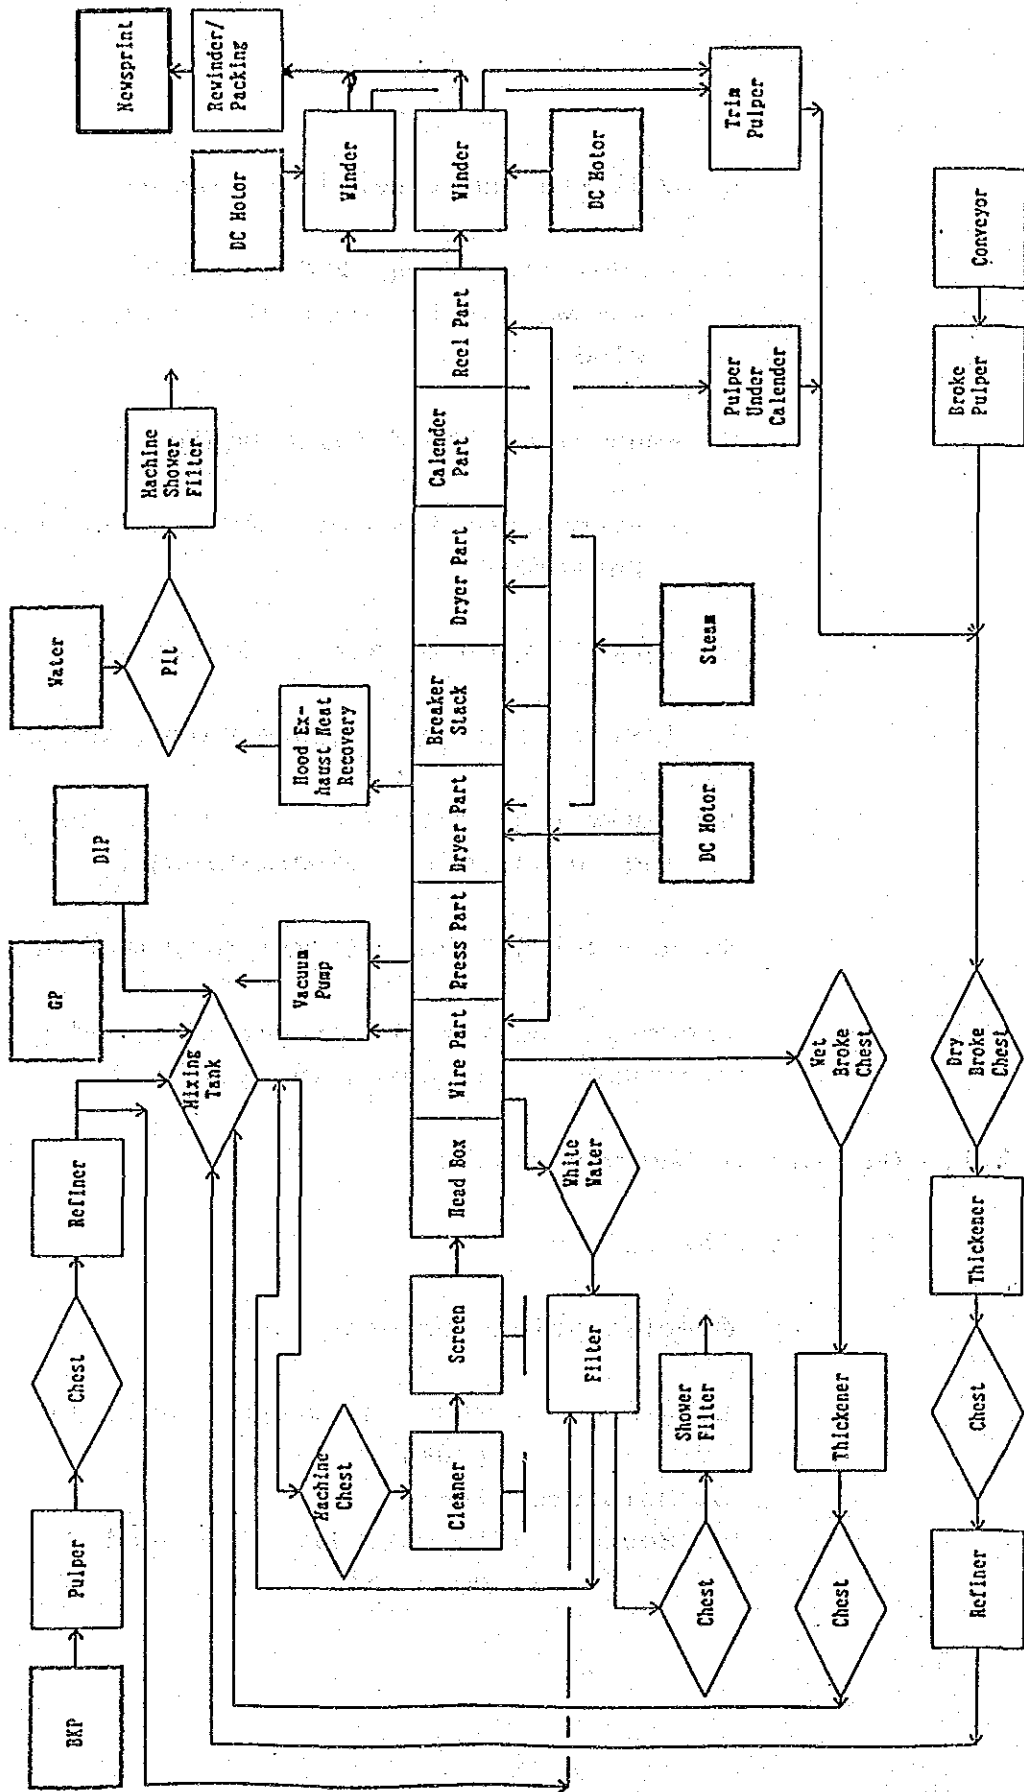 BKP
Pulper
Chest
Refiner
GP
DIP
Water
Newsprint
Mixing
Tank
Pit
Machine
Shower
Filter
DC Motor
Rewinder/
Packing
Machine
Chest
Vacuum
Pump
Hood Ex-
haust Heat
Recovery
Winder
Cleaner
Screen
Head Box
Wire Part
Press Part
Dryer Part
Breaker
Stack
Dryer Part
Calender
Part
Reel Part
Winder
Filter
White
Water
DC Motor
Chest
Shower
Filter
DC Motor
Steam
Pulper
Under
Calender
Trim
Pulper
Chest
Thickener
Wet
Broke
Chest
Refiner
Chest
Thickener
Dry
Broke
Chest
Broke
Pulper
Conveyor